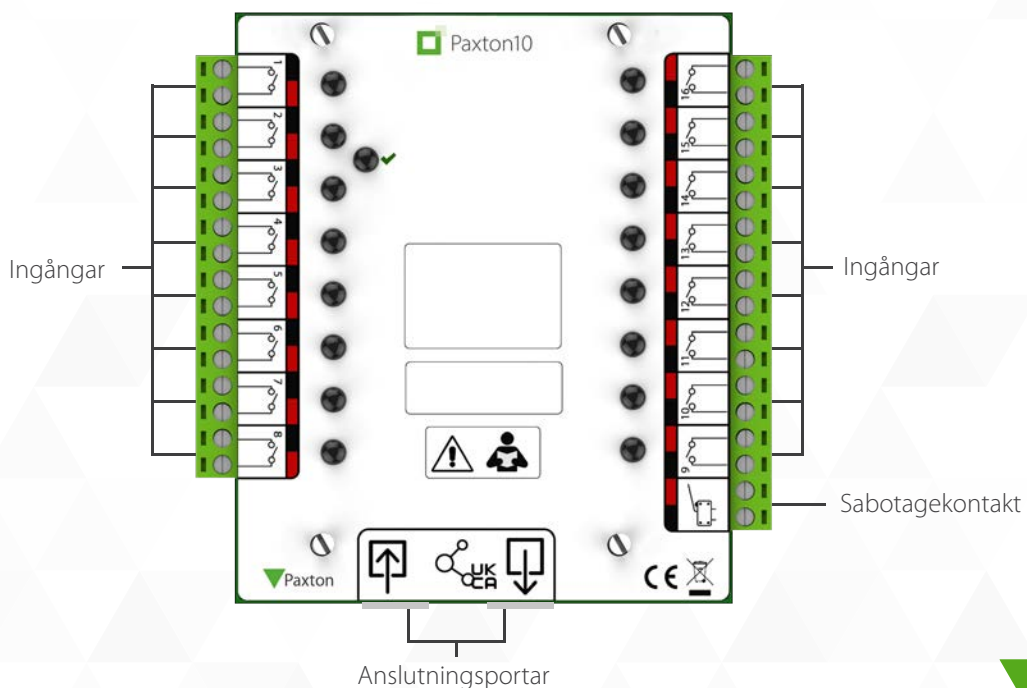 Paxton10
1
2
3
4
5
6
7
8
16
15
14
13
12
11
10
9
Ingångar
Ingångar
Sabotagekontakt
Paxton
UK
CA
CE
Anslutningsportar